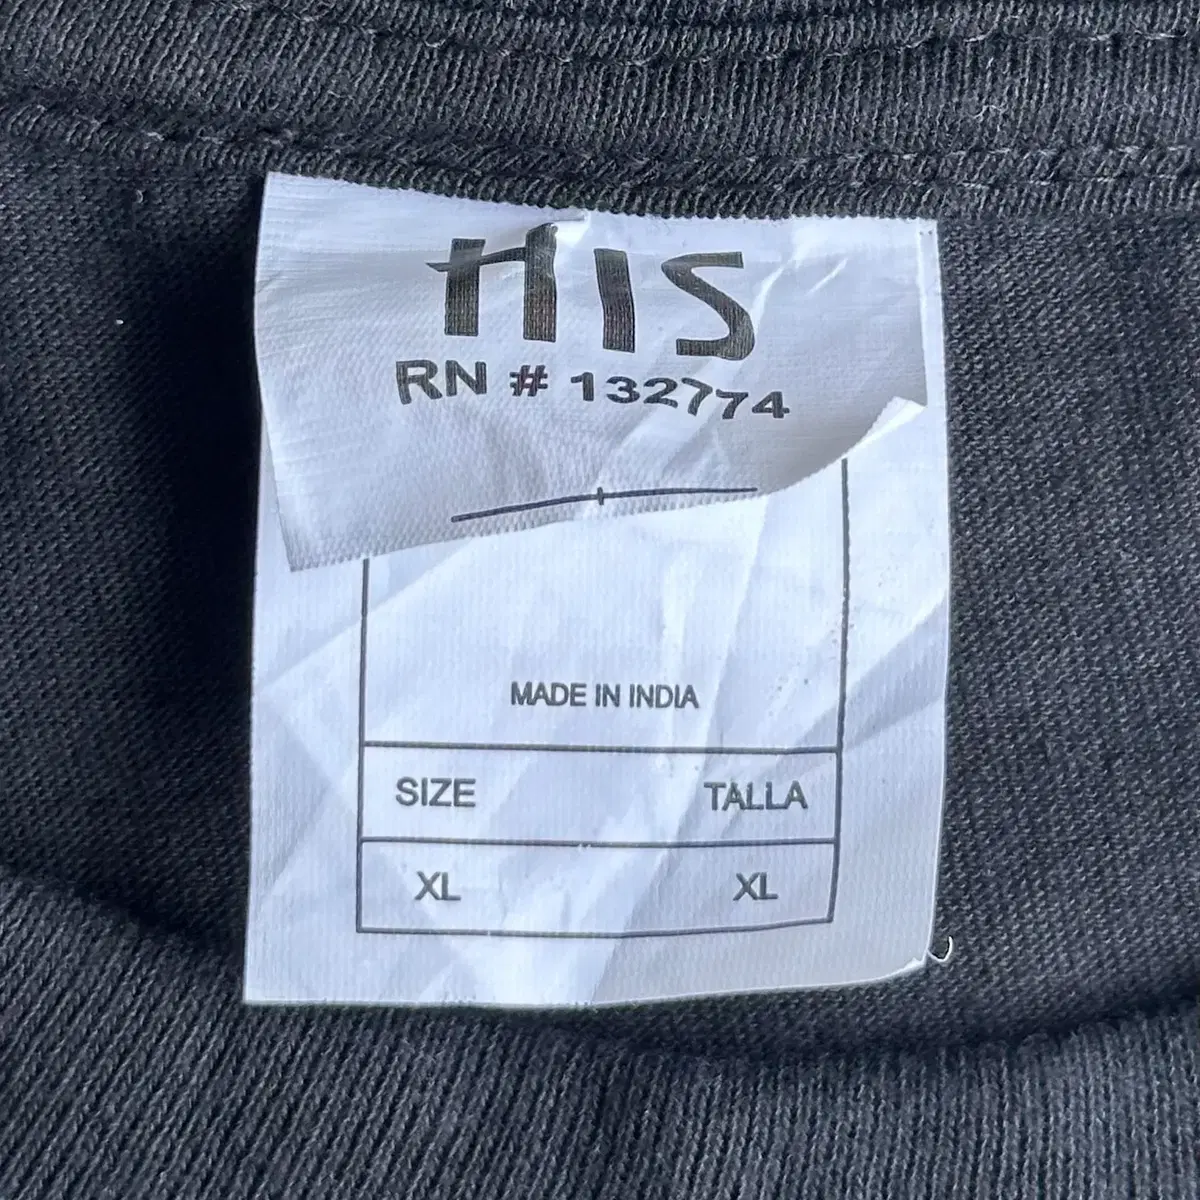 HIS
RN # 132774
MADE IN INDIA
SIZE TALLA
XL XL